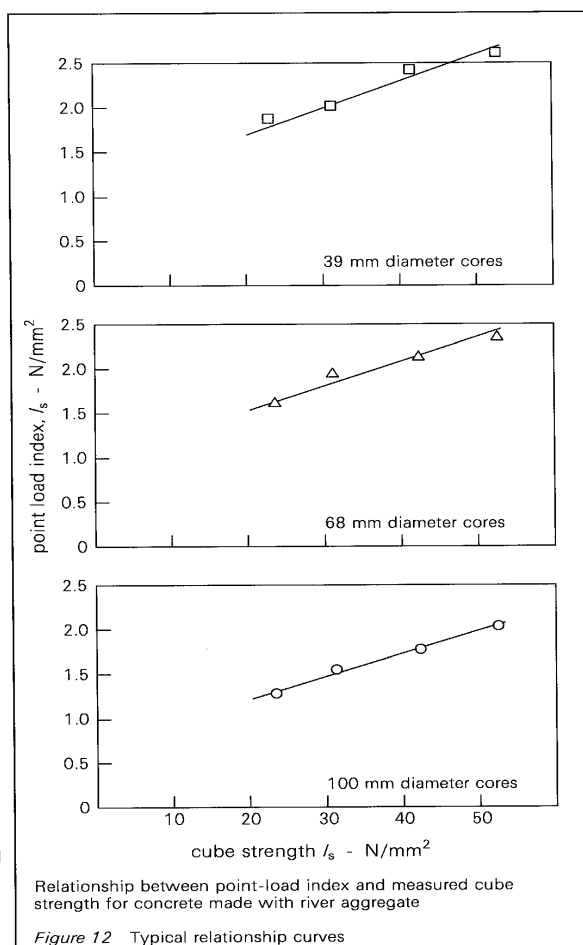 2.5
2.0
1.5
1.0
0.5
0
39 mm diameter cores
point load index, Is - N/mm2
2.5
2.0
1.5
1.0
0.5
0
68 mm diameter cores
2.5
2.0
1.5
1.0
0.5
0
100 mm diameter cores
10 20 30 40 50
cube strength Is - N/mm2
Relationship between point-load index and measured cube
strength for concrete made with river aggregate
Figure 12 Typical relationship curves